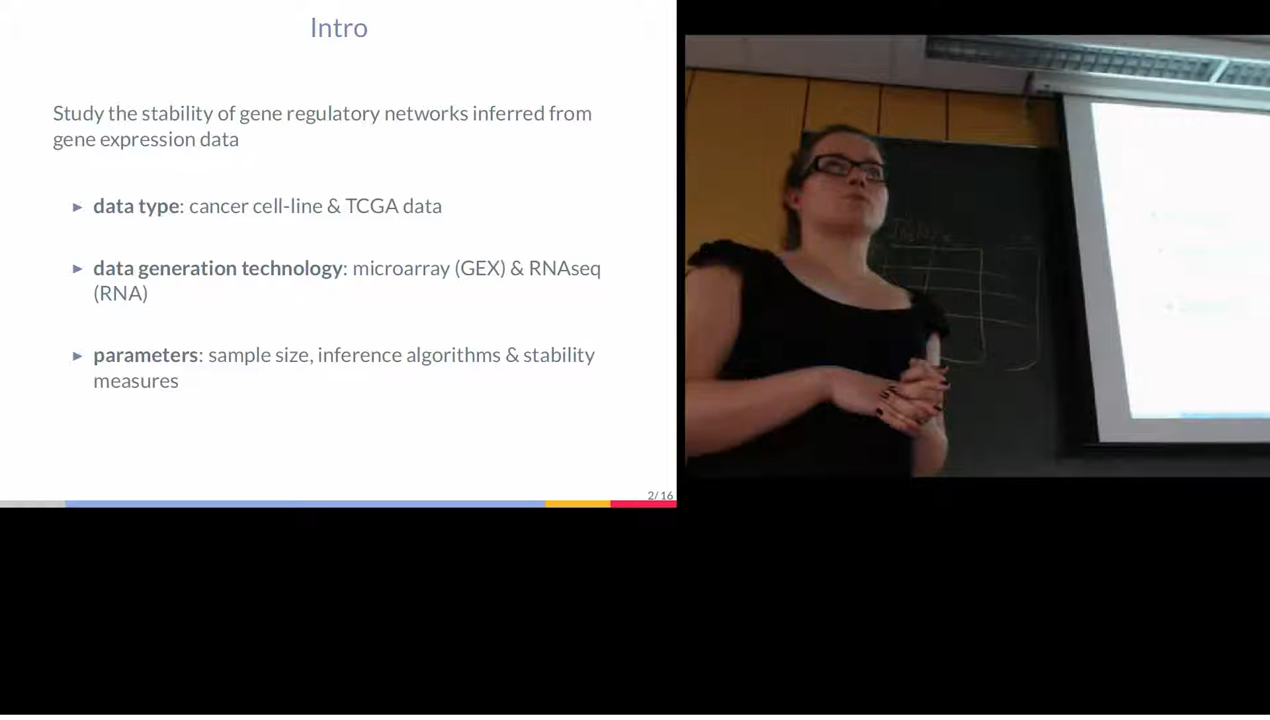 Intro
Study the stability of gene regulatory networks inferred from
gene expression data
▸ data type: cancer cell-line & TCGA data
▸ data generation technology: microarray (GEX) & RNAseq
(RNA)
▸ parameters: sample size, inference algorithms & stability
measures
2/16